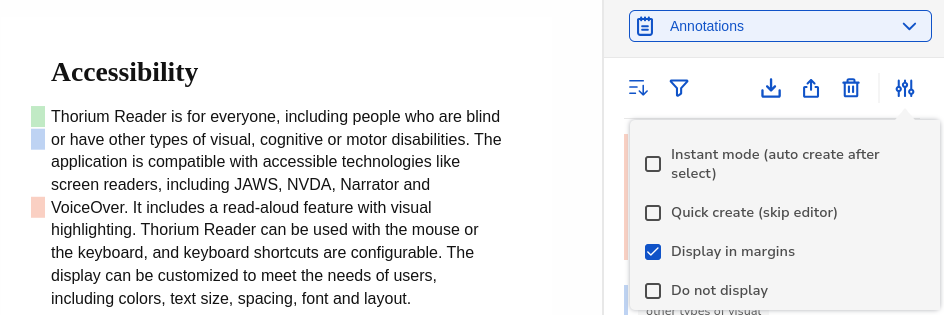 Accessibility
Thorium Reader is for everyone, including people who are blind
or have other types of visual, cognitive or motor disabilities. The
application is compatible with accessible technologies like
screen readers, including JAWS, NVDA, Narrator and
VoiceOver. It includes a read-aloud feature with visual
highlighting. Thorium Reader can be used with the mouse or
the keyboard, and keyboard shortcuts are configurable. The
display can be customized to meet the needs of users,
including colors, text size, spacing, font and layout.
Annotations
Instant mode (auto create after
select)
Quick create (skip editor)
Display in margins
Do not display
other types of visual